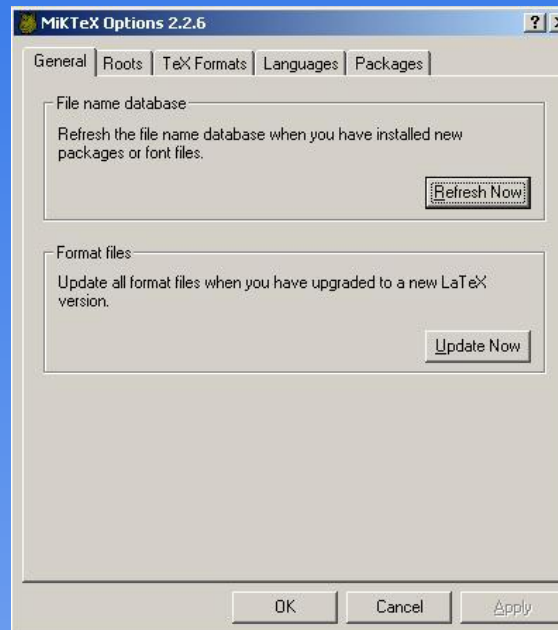 MiKTeX Options 2.2.6
General Roots TeX Formats Languages Packages
File name database
Refresh the file name database when you have installed new
packages or font files.
Refresh Now
Format files
Update all format files when you have upgraded to a new LaTeX
version.
Update Now
OK Cancel Apply